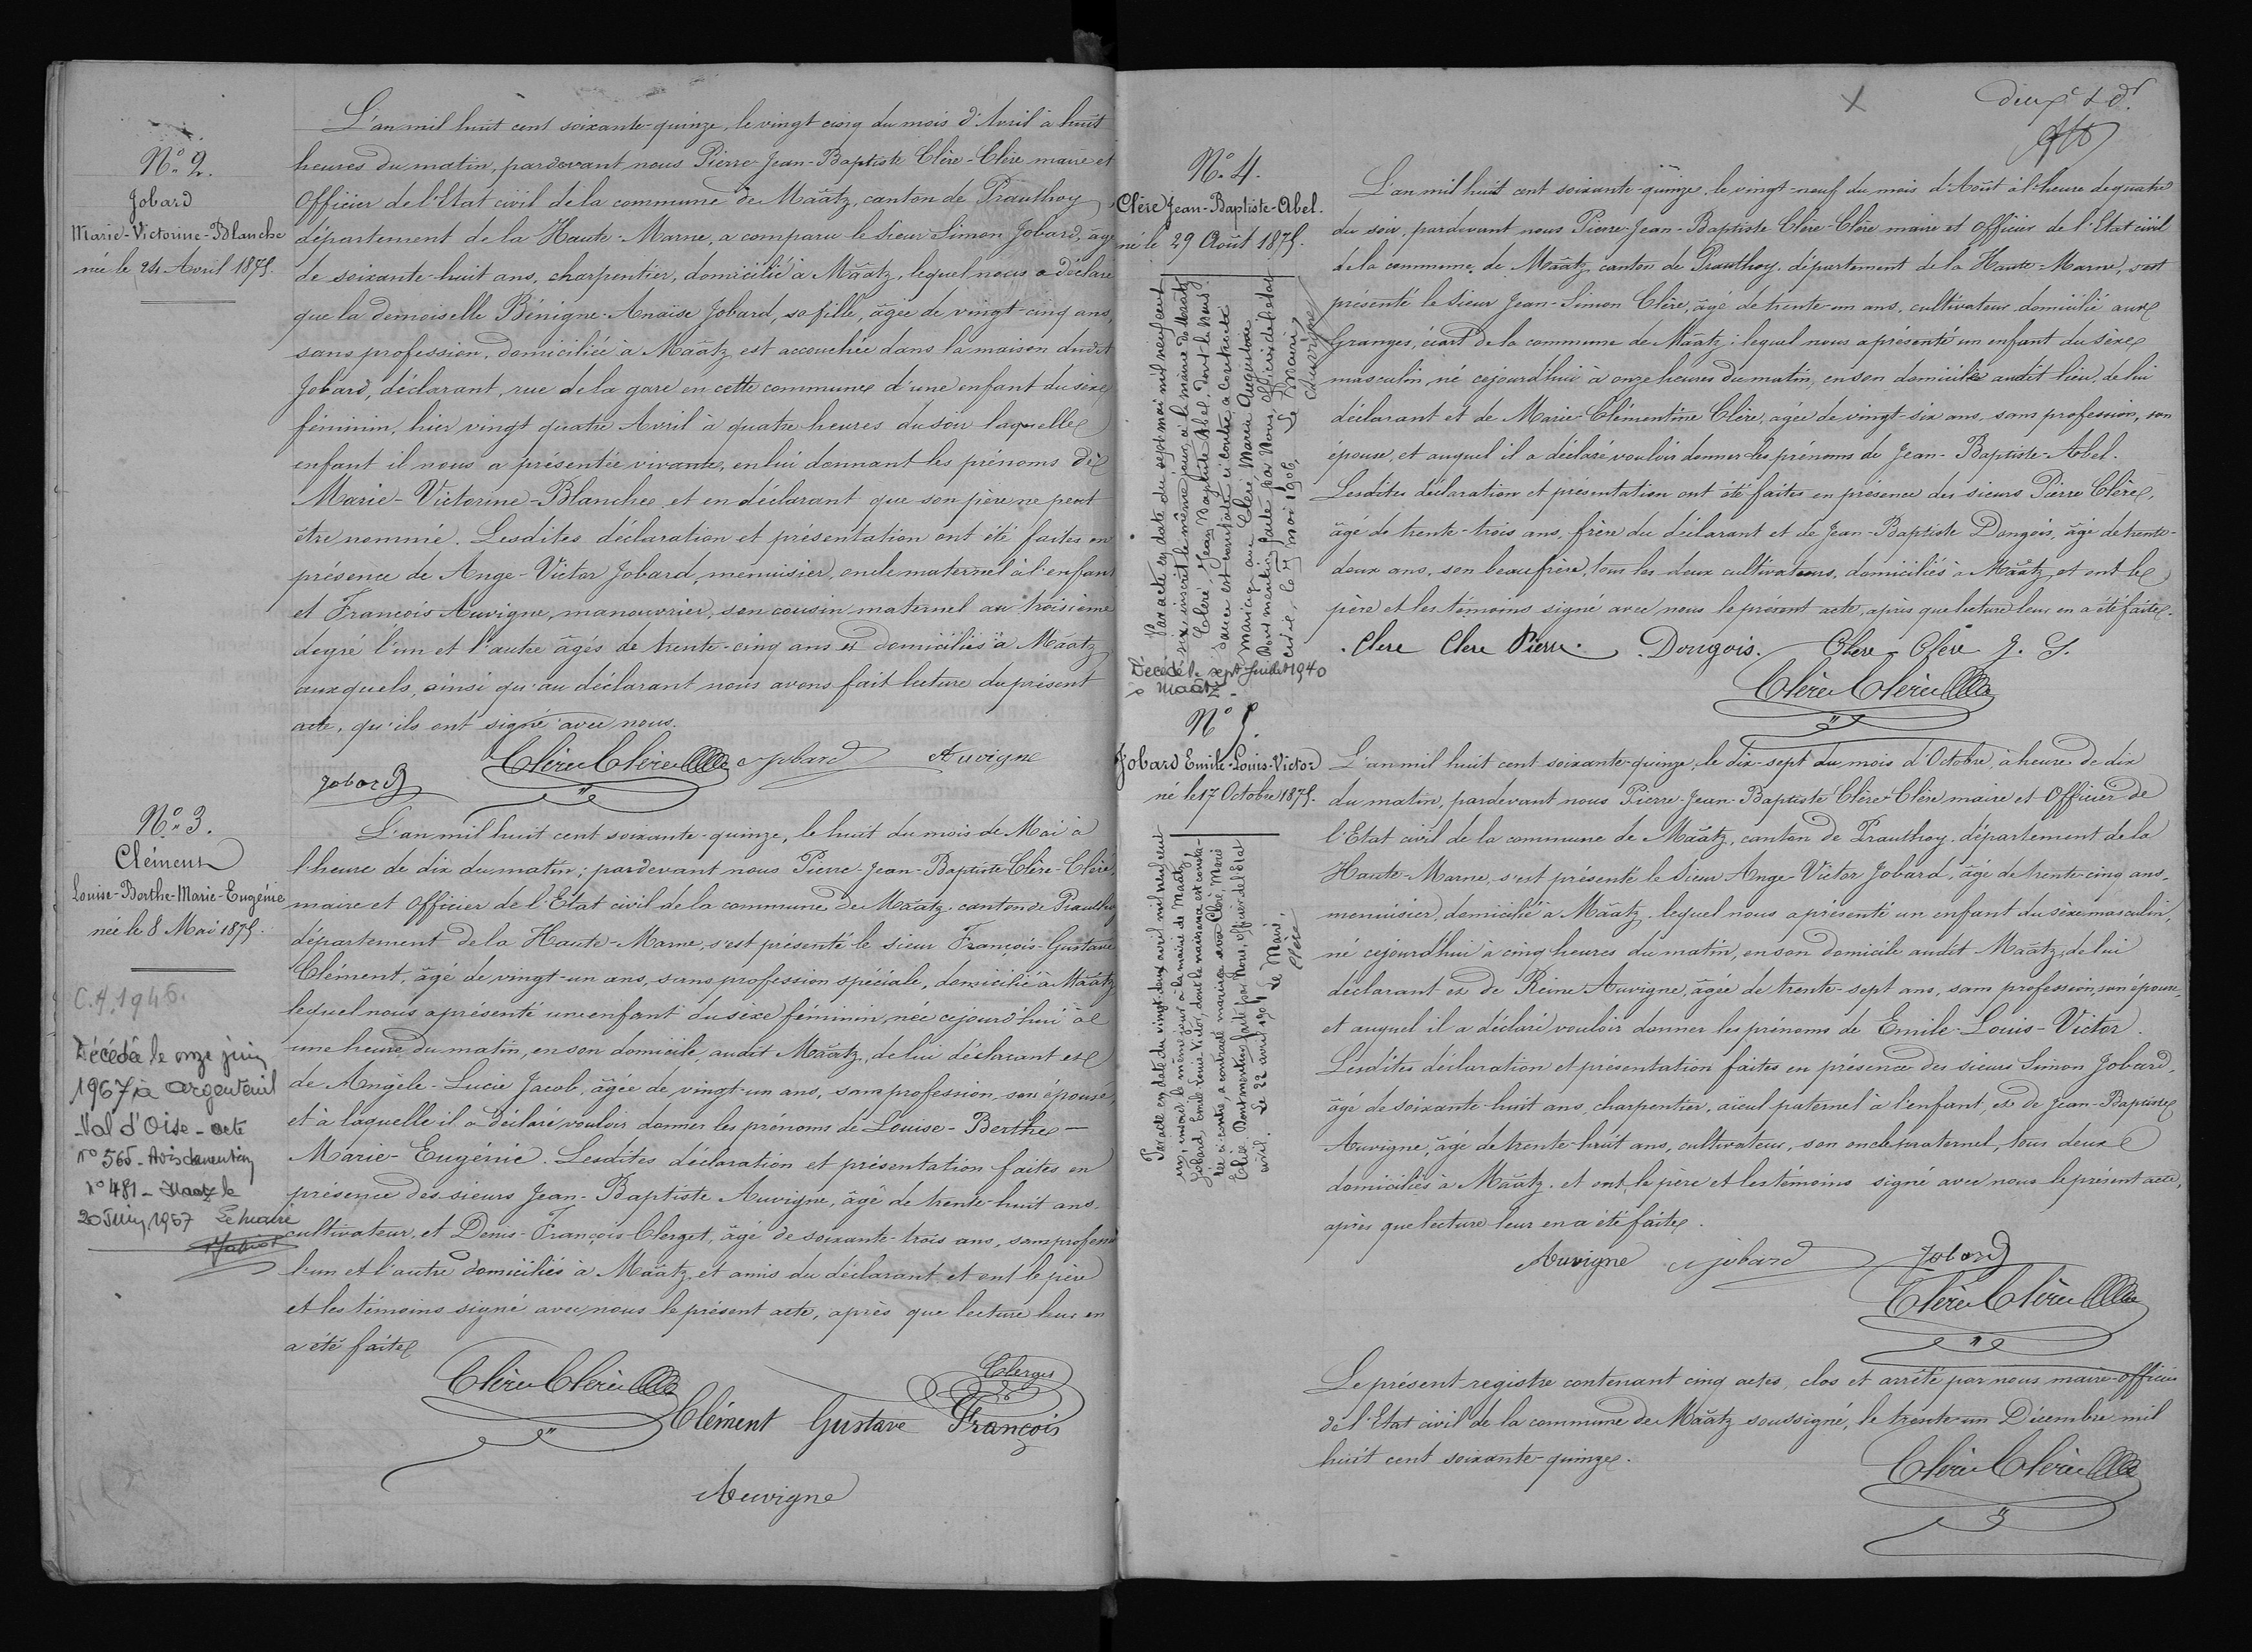 N° 2.
Jobard
Marie-Victorine-Blanche
née le 24 Avril 1875.
L'an mil huit cent soixante-quinze, le vingt cinq du mois d'Avril à huit
heures du matin, pardevant nous Pierre-Jean-Baptiste Clère-Clère maire et
Officier de l'Etat civil de la commune de Maâtz, canton de Prauthoy
département de la Haute-Marne, a comparu le sieur Simon Jobard, âgé
de soixante-huit ans, charpentier, domicilié à Maâtz, lequel nous a déclaré
que la demoiselle Bénigne-Anaïse Jobard, sa fille, âgée de vingt-cinq ans,
sans profession, domiciliée à Maâtz est accouchée dans la maison dudit
Jobard, déclarant, rue de la gare en cette commune d'une enfant du sexe
féminin, hier vingt quatre Avril à quatre heures du soir laquelle
enfant il nous a présentée vivante, en lui donnant les prénoms de
Marie-Victorine-Blanche et en déclarant que son père ne peut
être nommé. Lesdites déclaration et présentation ont été faites en
présence de Ange-Victor Jobard, menuisier, oncle maternel à l'enfant
et François Auvigne, manouvrier, son cousin maternel au troisième
degré l'un et l'autre âgés de trente-cinq ans et domiciliés à Maâtz
auxquels, ainsi qu'au déclarant nous avons fait lecture du présent
acte, qu'ils ont signé avec nous.
Jobard Clère Clère Jobard Auvigne
N° 3.
Clément
Louise-Berthe-Marie-Eugénie
née le 8 Mai 1875.
C.A. 1946.
Décédée le onze juin
1967 à Argenteuil
Val d'Oise - acte
n° 565 - Avis de mention
n° 481 - Maatz le
20 Juin 1967 Le maire
L'an mil huit cent soixante-quinze, le huit du mois de Mai à
l'heure de dix du matin; pardevant nous Pierre-Jean-Baptiste Clère-Clère,
maire et Officier de l'Etat civil de la commune de Maâtz canton de Prauthoy
département de la Haute-Marne, s'est présenté le sieur François-Gustave
Clément, âgé de vingt-un ans, sans profession spéciale, domicilié à Maâtz
lequel nous a présenté une enfant du sexe féminin, née cejourd'hui à
une heure du matin, en son domicile, audit Maâtz, de lui déclarant et
de Angèle-Lucie Jacob, âgée de vingt-un ans, sans profession son épouse,
et à laquelle il a déclaré vouloir donner les prénoms de Louise-Berthe-
Marie-Eugénie. Lesdites déclaration et présentation faites en
présence des sieurs Jean-Baptiste Auvigne, âgé de trente-huit ans,
cultivateur, et Denis-François Clerget, âgé de soixante-trois ans, sans profession
l'un et l'autre domiciliés à Maâtz et amis du déclarant et ont le père
et les témoins signé avec nous le présent acte, après que lecture leur en
a été faite
Clère Clère Clerget
Clément Gustave François
Auvigne
N° 4.
Clère Jean-Baptiste-Abel.
né le 29 Août 1875.
Par acte en date du sept mai mil neuf cent
six, inscrit le même jour, à la mairie de Maatz
Cléré, Jean Baptiste Abel, dont la nais-
sance est constatée ci contre, a contracté
mariage avec Cléré, Marie Augustine
Dont mention faite par Nous, officier de l'état
civil, le 7 mai 1906. Le Maire,
Auvigne
Décédé le sept Juillet 1940
à Maâtz
L'an mil huit cent soixante-quinze, le vingt-neuf du mois d'Août à l'heure de quatre
du soir, pardevant nous Pierre-Jean-Baptiste Clère-Clère maire et Officier de l'Etat civil
de la commune de Maâtz canton de Prauthoy, département de la Haute-Marne, s'est
présenté le sieur Jean-Simon Clère, âgé de trente-un ans, cultivateur domicilié aux
Granges, écart de la commune de Maâtz; lequel nous a présenté un enfant du sexe
masculin né cejourd'hui à onze heures du matin, en son domicile audit lieu, de lui
déclarant et de Marie-Clémentine Clère, âgée de vingt-six ans, sans profession, son
épouse, et auquel il a déclaré vouloir donner les prénoms de Jean-Baptiste-Abel.
Lesdites déclaration et présentation ont été faites en présence des sieurs Pierre Clère,
âgé de trente-trois ans, frère du déclarant et de Jean-Baptiste Dongois, âgé de trente-
deux ans, son beau frère, tous les deux cultivateurs, domiciliés à Maâtz et ont le
père et les témoins signé avec nous le présent acte, après que lecture leur en a été faite.
Clere Clere Pierre. Dongois. Clere-Clère J. S.
Clère Clère
N° 5.
Jobard Emile-Louis-Victor
né le 17 Octobre 1875.
Par acte en date du vingt deux avril mil neuf cent
inscrit le même jour à la mairie de Maatz,
Jobard Emile Louis Victor, dont la naissance est consta-
tée ci contre, a contracté mariage avec Cléré, Marie
Elise. Dont mention faite par Nous, officier de l'Etat
civil. Le 22 avril 1904 Le Maire,
Clère
L'an mil huit cent soixante-quinze, le dix-sept du mois d'Octobre, à heure de dix
du matin, pardevant nous Pierre-Jean-Baptiste Clère-Clère maire et Officier de
l'Etat civil de la commune de Maâtz, canton de Prauthoy, département de la
Haute-Marne, s'est présenté le sieur Ange-Victor Jobard, âgé de trente-cinq ans,
menuisier, domicilié à Maâtz, lequel nous a présenté un enfant du sexe masculin,
né cejourd'hui à cinq heures du matin, en son domicile audit Maâtz, de lui
déclarant et de Reine Auvigne, âgée de trente-sept ans, sans profession, son épouse,
et auquel il a déclaré vouloir donner les prénoms de Emile-Louis-Victor.
Lesdites déclaration et présentation faites en présence des sieurs Simon Jobard,
âgé de soixante-huit ans, charpentier, aïeul paternel à l'enfant, et de Jean-Baptiste
Auvigne, âgé de trente-huit ans, cultivateur, son oncle maternel, tous deux
domiciliés à Maâtz. et ont, le père et les témoins signé avec nous le présent acte,
après que lecture leur en a été faite.
Auvigne Jobard Jobard
Clère Clère
Le présent registre contenant cinq actes, clos et arrêté par nous maire-officier
de l'Etat civil de la commune de Maâtz soussigné, le trente-un Décembre mil
huit cent soixante-quinze.
Clère Clère